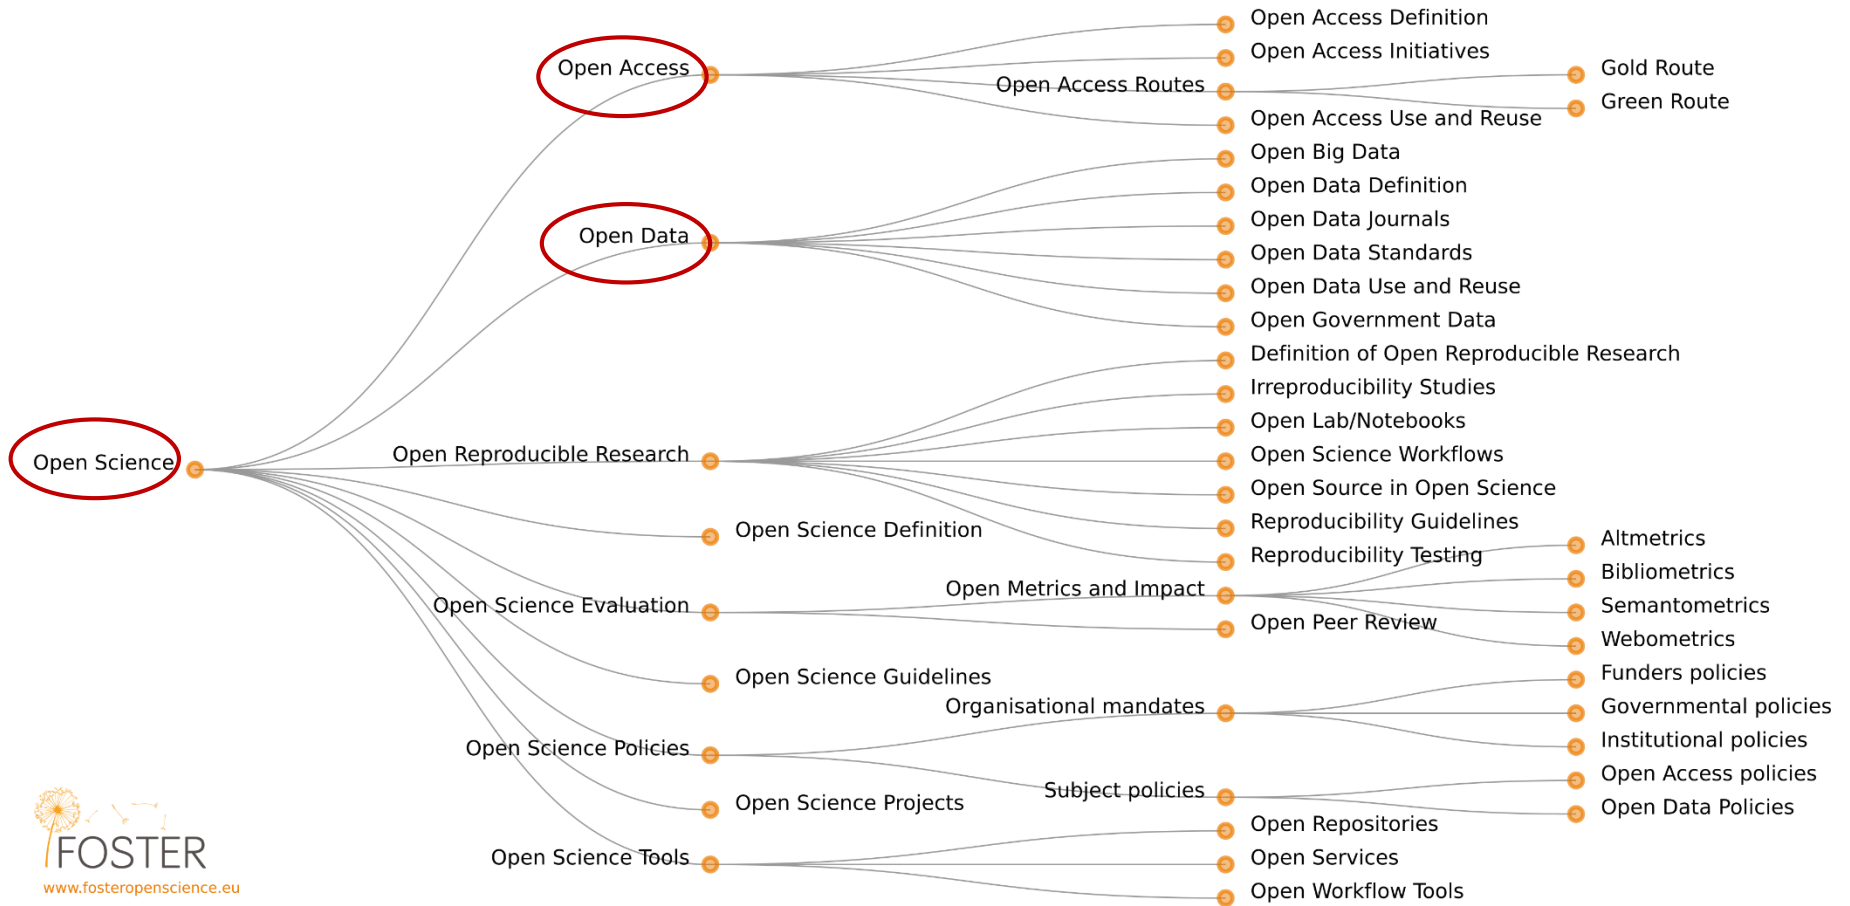 Open Access Definition
Open Access Initiatives
Open Access
Gold Route
Open Access Routes
Green Route
Open Access Use and Reuse
Open Big Data
Open Data Definition
Open Data Journals
Open Data
Open Data Standards
Open Data Use and Reuse
Open Government Data
Definition of Open Reproducible Research
Irreproducibility Studies
Open Lab/Notebooks
Open Science
Open Reproducible Research
Open Science Workflows
Open Source in Open Science
Reproducibility Guidelines
Open Science Definition
Altmetrics
Reproducibility Testing
Bibliometrics
Open Metrics and Impact
Open Science Evaluation
Semantometrics
Open Peer Review
Webometrics
Funders policies
Open Science Guidelines
Organisational mandates
Governmental policies
Institutional policies
Open Science Policies
Open Access policies
Subject policies
Open Science Projects
Open Data Policies
Open Repositories
Open Science Tools
Open Services
Open Workflow Tools
FOSTER
www.fosteropenscience.eu